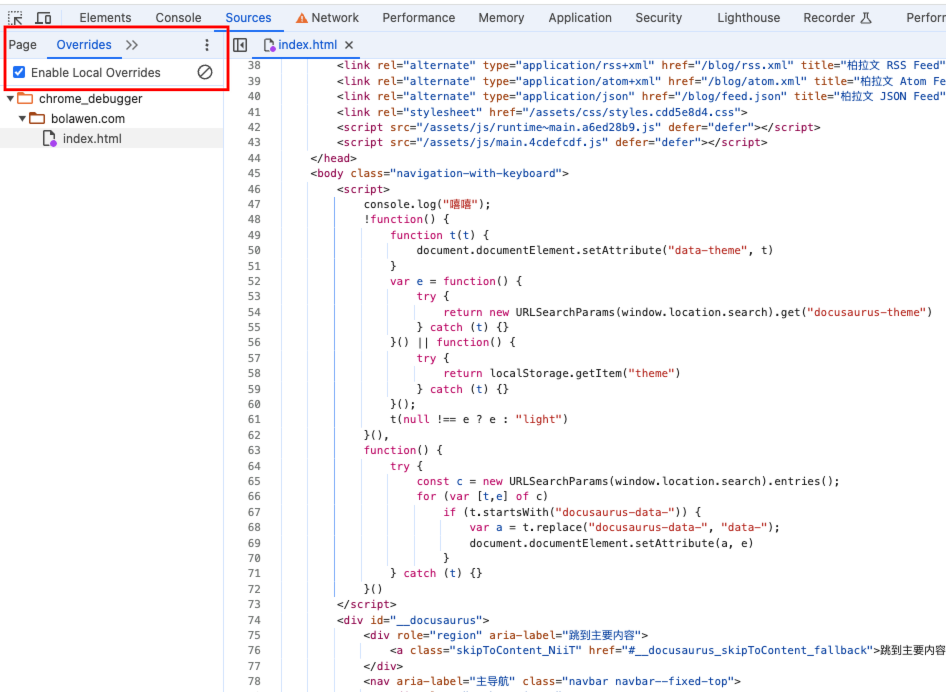 Elements Console Sources Network Performance Memory Application Security Lighthouse Recorder Perforr
Page Overrides
index.html
Enable Local Overrides
chrome_debugger
bolawen.com
index.html
38 <link rel="alternate" type="application/rss+xml" href="/blog/rss.xml" title="柏拉文 RSS Feed"
39 <link rel="alternate" type="application/atom+xml" href="/blog/atom.xml" title="柏拉文 Atom Fe
40 <link rel="alternate" type="application/json" href="/blog/feed.json" title="柏拉文 JSON Feed"
41 <link rel="stylesheet" href="/assets/css/styles.cdd5e8d4.css">
42 <script src="/assets/js/runtime~main.a6ed28b9.js" defer="defer"></script>
43 <script src="/assets/js/main.4cdefcdf.js" defer="defer"></script>
44 </head>
45 <body class="navigation-with-keyboard">
46 <script>
47 console.log("嘻嘻");
48 !function() {
49 function t(t) {
50 document.documentElement.setAttribute("data-theme", t)
51 }
52 var e = function() {
53 try {
54 return new URLSearchParams(window.location.search).get("docusaurus-theme")
55 } catch (t) {}
56 }() || function() {
57 try {
58 return localStorage.getItem("theme")
59 } catch (t) {}
60 }();
61 t(null !== e ? e : "light")
62 }(),
63 function() {
64 try {
65 const c = new URLSearchParams(window.location.search).entries();
66 for (var [t,e] of c)
67 if (t.startsWith("docusaurus-data-")) {
68 var a = t.replace("docusaurus-data-", "data-");
69 document.documentElement.setAttribute(a, e)
70 }
71 } catch (t) {}
72 }()
73 </script>
74 <div id="__docusaurus">
75 <div role="region" aria-label="跳到主要内容">
76 <a class="skipToContent_NiiT" href="#__docusaurus_skipToContent_fallback">跳到主要内容
77 </div>
78 <nav aria-label="主导航" class="navbar navbar--fixed-top">